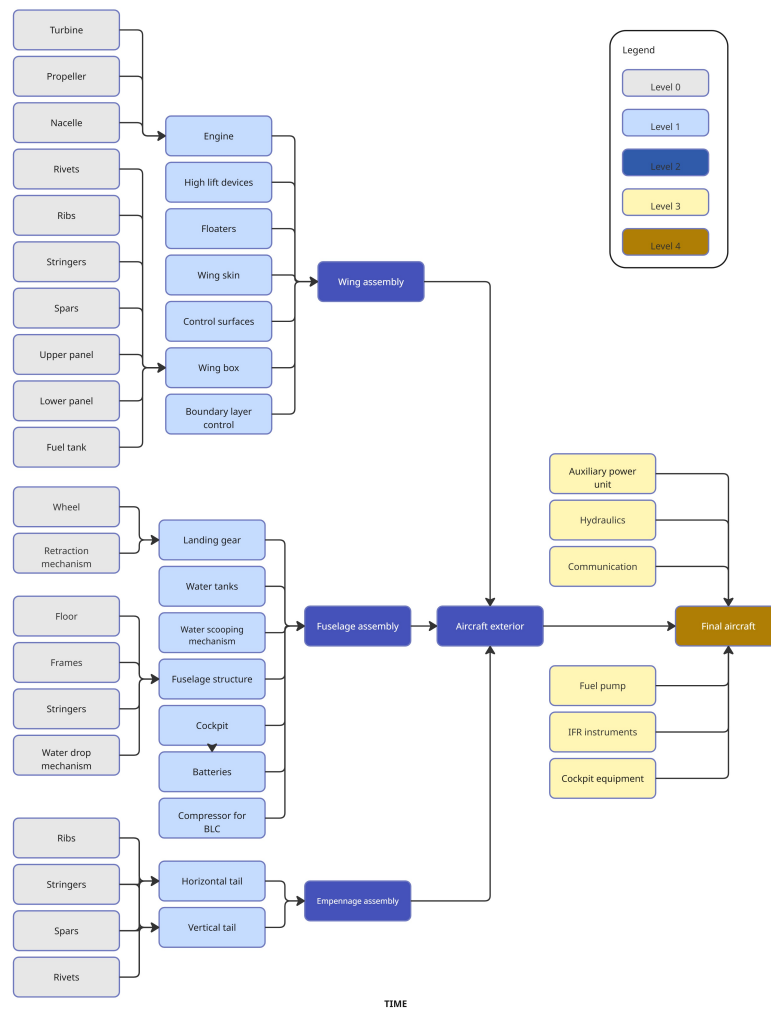 Turbine
Propeller
Nacelle
Rivets
Ribs
Stringers
Spars
Upper panel
Lower panel
Fuel tank
Engine
High lift devices
Floaters
Wing skin
Control surfaces
Wing box
Boundary layer
control
Wing assembly
Legend
Level 0
Level 1
Level 2
Level 3
Level 4
Wheel
Retraction
mechanism
Floor
Frames
Stringers
Water drop
mechanism
Landing gear
Water tanks
Water scooping
mechanism
Fuselage structure
Cockpit
Batteries
Compressor for
BLC
Fuselage assembly
Aircraft exterior
Auxiliary power
unit
Hydraulics
Communication
Final aircraft
Fuel pump
IFR instruments
Cockpit equipment
Ribs
Stringers
Spars
Rivets
Horizontal tail
Vertical tail
Empennage assembly
TIME